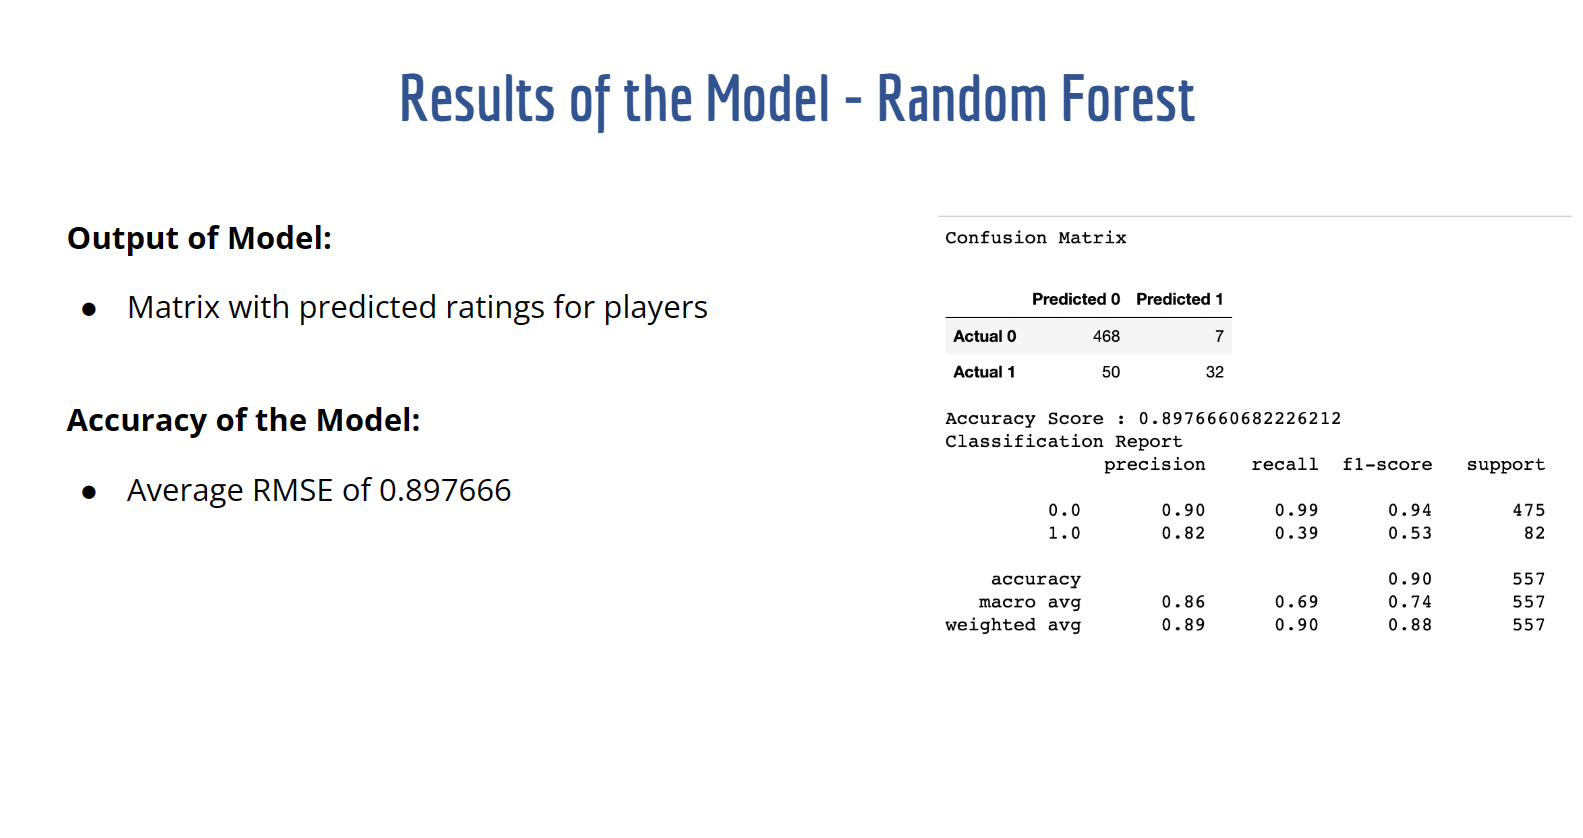 Results of the Model - Random Forest
Output of Model:
● Matrix with predicted ratings for players
Accuracy of the Model:
● Average RMSE of 0.897666
Confusion Matrix
Predicted 0 Predicted 1
Actual 0 468 7
Actual 1 50 32
Accuracy Score : 0.8976660682226212
Classification Report
precision recall f1-score support
0.0 0.90 0.99 0.94 475
1.0 0.82 0.39 0.53 82
accuracy 0.90 557
macro avg 0.86 0.69 0.74 557
weighted avg 0.89 0.90 0.88 557